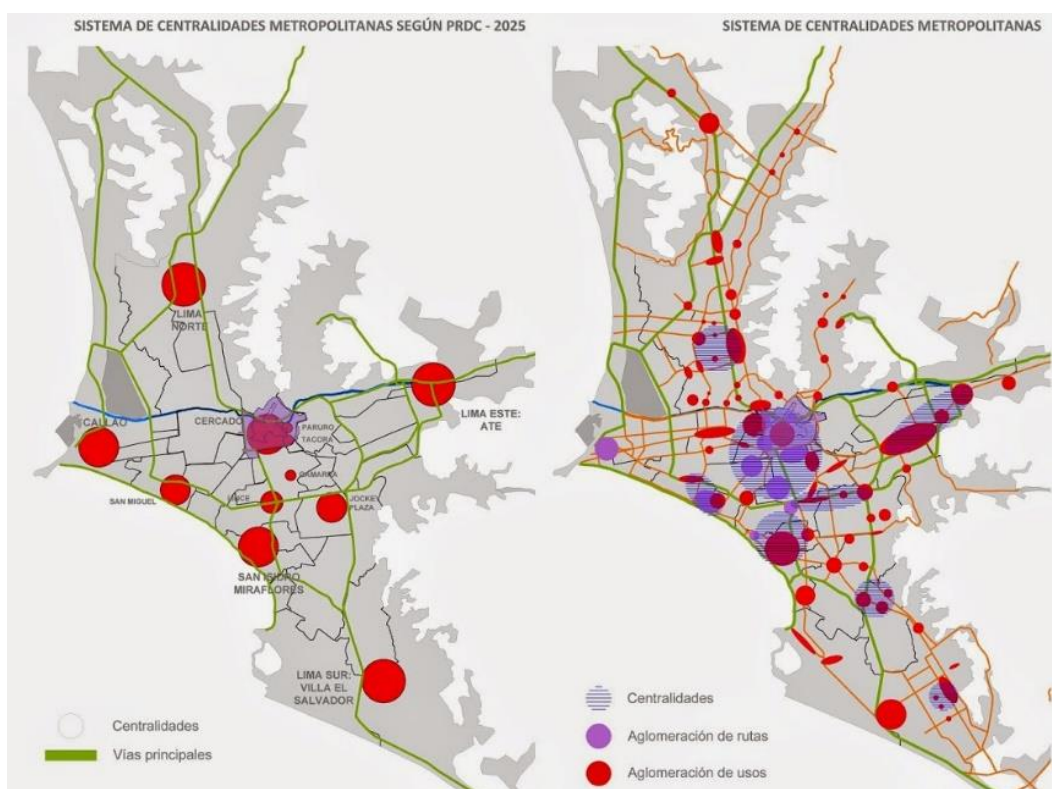 SISTEMA DE CENTRALIDADES METROPOLITANAS SEGÚN PRDC - 2025
LIMA
NORTE
CALLAO
CERCADO
PARURO
TACORA
LIMA ESTE:
ATE
GAMARRA
SAN MIGUEL
LINCE
JOCKEY
PLAZA
SAN ISIDRO
MIRAFLORES
LIMA SUR:
VILLA EL
SALVADOR
Centralidades
Vías principales
SISTEMA DE CENTRALIDADES METROPOLITANAS
Centralidades
Aglomeración de rutas
Aglomeración de usos